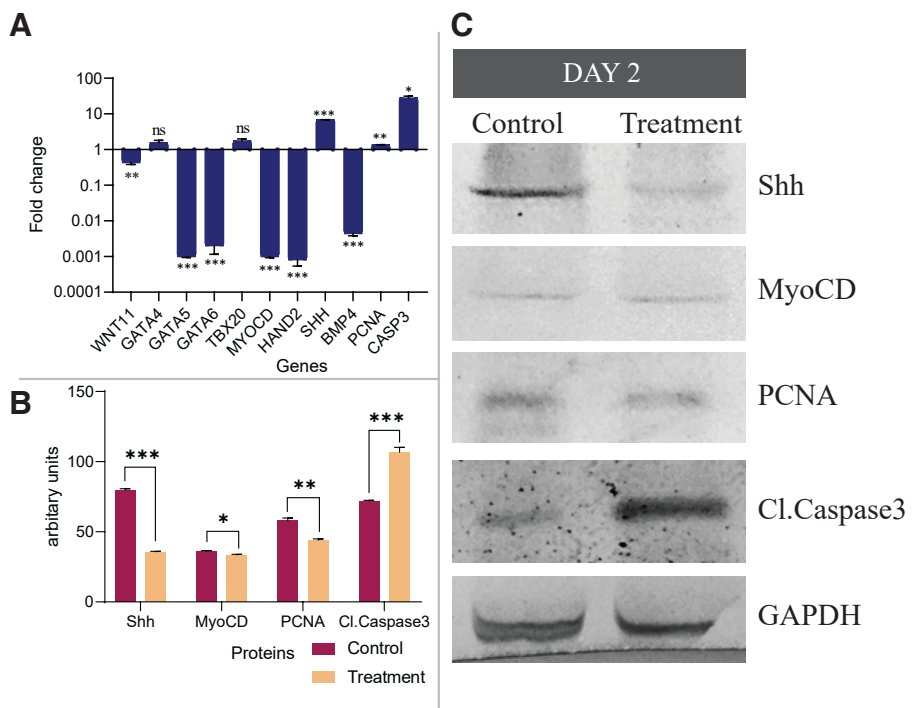 A
100
10
1
0.1
0.01
0.001
0.0001
Fold change
**
ns
***
***
ns
***
***
***
***
**
*
WNT11
GATA4
GATA5
GATA6
TBX20
MYOCD
HAND2
SHH
BMP4
PCNA
CASP3
Genes
B
150
100
50
0
arbitary units
***
*
**
***
Shh
MyoCD
PCNA
Cl.Caspase3
Proteins
Control
Treatment
C
DAY 2
Control Treatment
Shh
MyoCD
PCNA
Cl.Caspase3
GAPDH